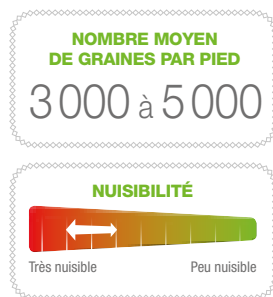 NOMBRE MOYEN
DE GRAINES PAR PIED
3 000 à 5 000
NUISIBILITÉ
Très nuisible Peu nuisible